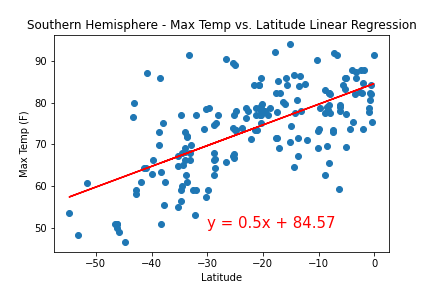 Southern Hemisphere - Max Temp vs. Latitude Linear Regression
90
80
70
60
50
Max Temp (F)
y = 0.5x + 84.57
−50 −40 −30 −20 −10 0
Latitude